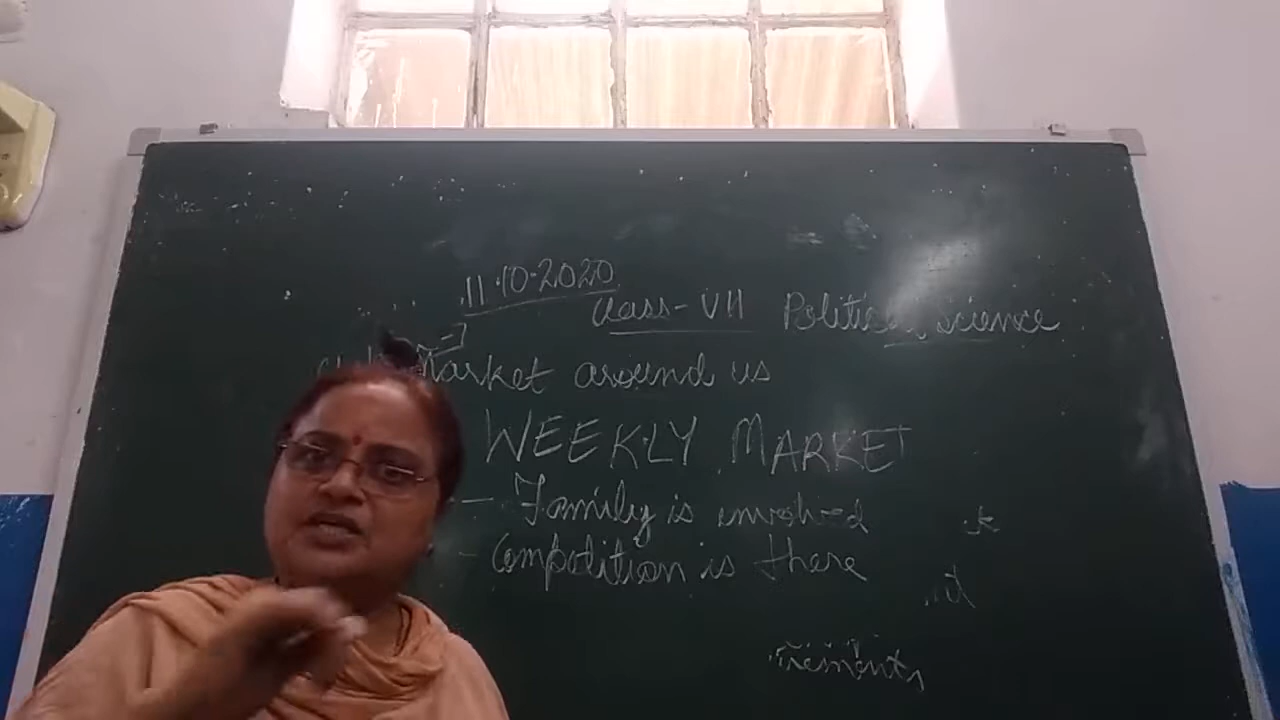 11.10.2020
Class-VII Political Science
Market around us
WEEKLY MARKET
- Family is involved
- Competition is there